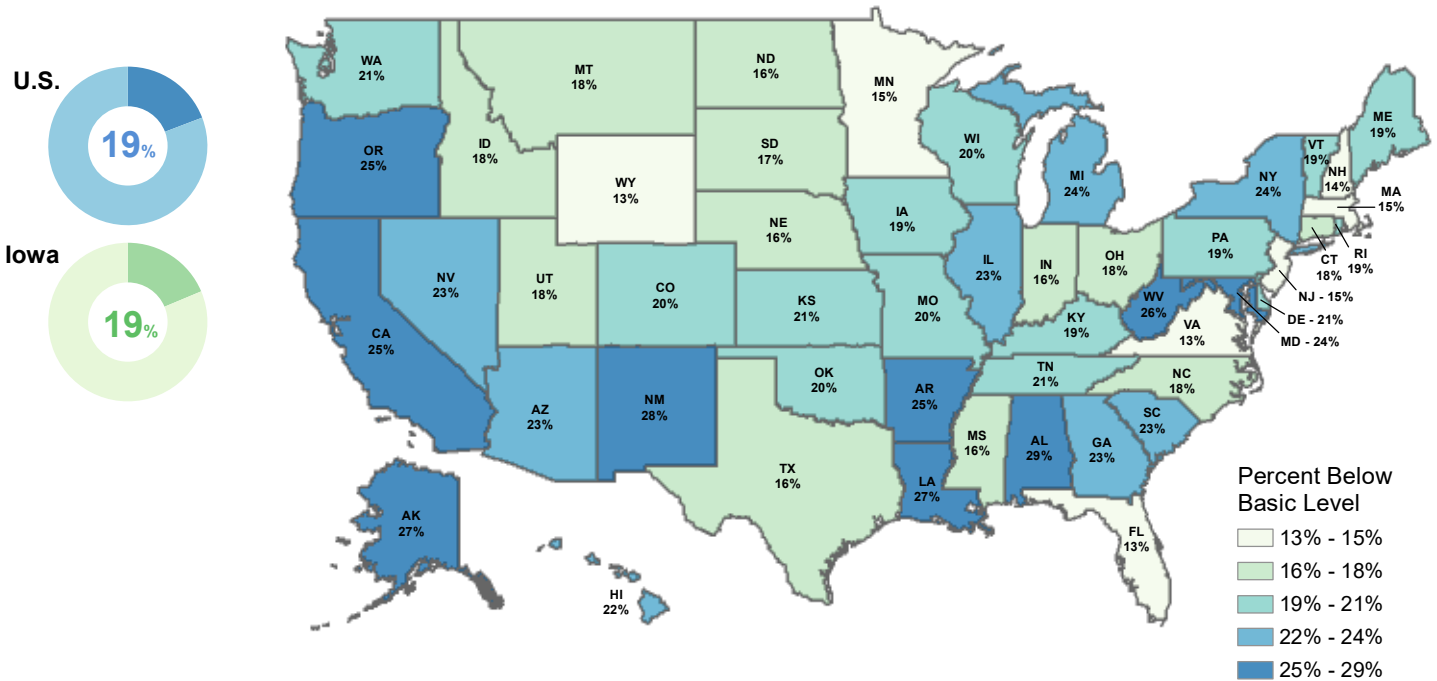 U.S.
19%
Iowa
19%
WA
21%
OR
25%
CA
25%
ID
18%
NV
23%
MT
18%
WY
13%
UT
18%
AZ
23%
CO
20%
NM
28%
ND
16%
SD
17%
NE
16%
KS
21%
OK
20%
TX
16%
MN
15%
IA
19%
MO
20%
AR
25%
LA
27%
WI
20%
IL
23%
MI
24%
IN
16%
OH
18%
KY
19%
TN
21%
MS
16%
AL
29%
GA
23%
FL
13%
SC
23%
NC
18%
VA
13%
WV
26%
PA
19%
NY
24%
VT
19%
NH
14%
ME
19%
MA
15%
RI
19%
CT
18%
NJ - 15%
DE - 21%
MD - 24%
AK
27%
HI
22%
Percent Below
Basic Level
13% - 15%
16% - 18%
19% - 21%
22% - 24%
25% - 29%